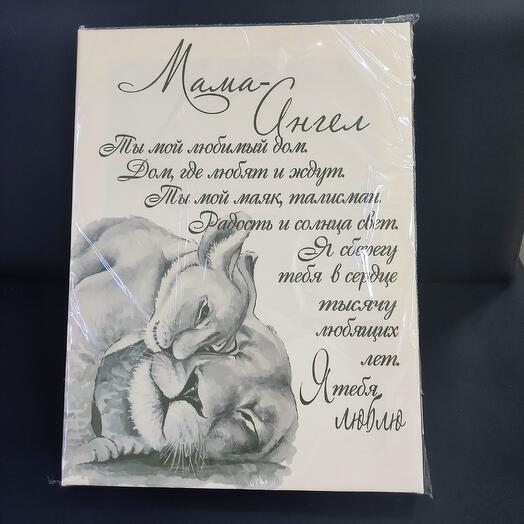 Мама-
Ангел
Ты мой любимый дом.
Дом, где любят и ждут.
Ты мой маяк, талисман.
Радость и солнца свет.
Я сберегу
тебя в сердце
тысячу
любящих
лет.
Я тебя
люблю